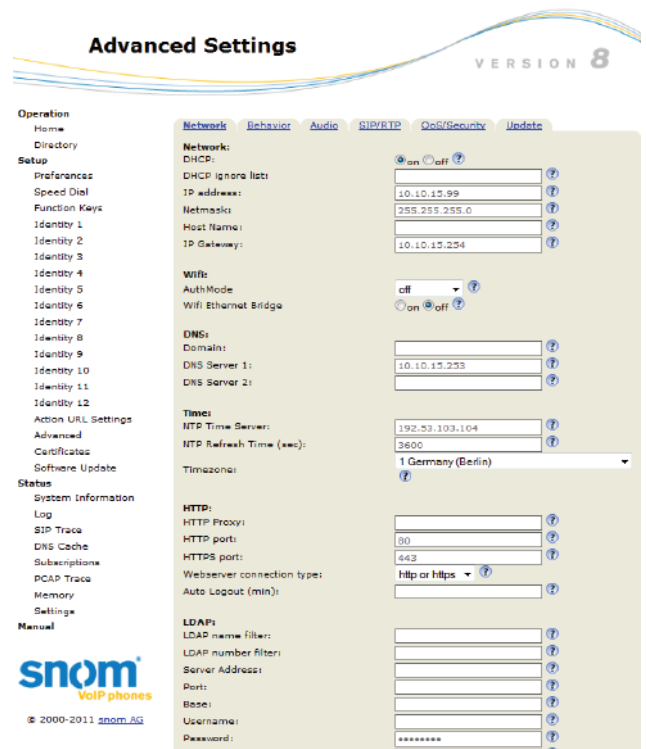 Advanced Settings
VERSION 8
Operation
Home
Directory
Setup
Preferences
Speed Dial
Function Keys
Identity 1
Identity 2
Identity 3
Identity 4
Identity 5
Identity 6
Identity 7
Identity 8
Identity 9
Identity 10
Identity 11
Identity 12
Action URL Settings
Advanced
Certificates
Software Update
Status
System Information
Log
SIP Trace
DNS Cache
Subscriptions
PCAP Trace
Memory
Settings
Manual
snom
VoIP phones
© 2000-2011 snom AG
Network Behavior Audio SIP/RTP QoS/Security Update
Network:
DHCP: on off ?
DHCP ignore list: ?
IP address: 10.10.15.99 ?
Netmask: 255.255.255.0 ?
Host Name: ?
IP Gateway: 10.10.15.254 ?
Wifi:
AuthMode off ?
Wifi Ethernet Bridge on off ?
DNS:
Domain: ?
DNS Server 1: 10.10.15.253 ?
DNS Server 2: ?
Time:
NTP Time Server: 192.53.103.104 ?
NTP Refresh Time (sec): 3600 ?
Timezone: 1 Germany (Berlin)
?
HTTP:
HTTP Proxy: ?
HTTP port: 80 ?
HTTPS port: 443 ?
Webserver connection type: http or https ?
Auto Logout (min): ?
LDAP:
LDAP name filter: ?
LDAP number filter: ?
Server Address: ?
Port: ?
Base: ?
Username: ?
Password: ******** ?